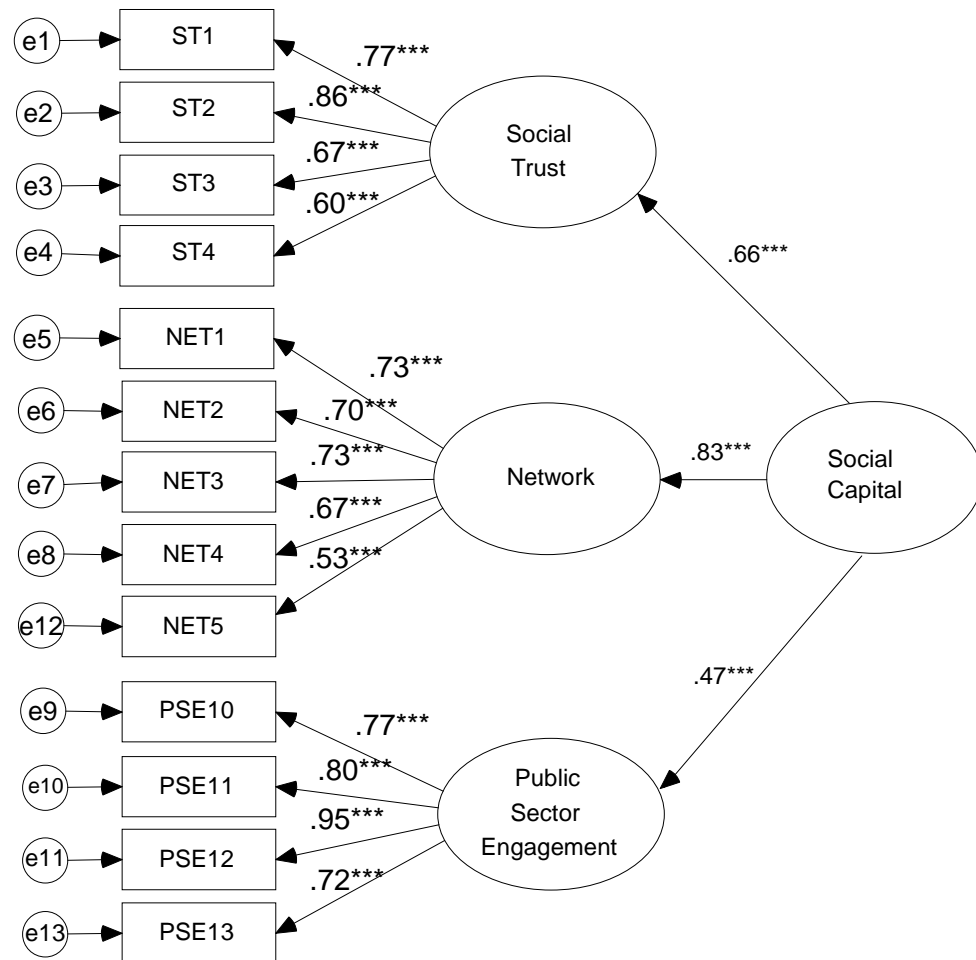 e1
ST1
.77***
e2
ST2
.86***
Social
Trust
e3
ST3
.67***
e4
ST4
.60***
.66***
e5
NET1
.73***
e6
NET2
.70***
e7
NET3
.73***
Network
.83***
Social
Capital
e8
NET4
.67***
e12
NET5
.53***
.47***
e9
PSE10
.77***
e10
PSE11
.80***
Public
Sector
Engagement
e11
PSE12
.95***
e13
PSE13
.72***